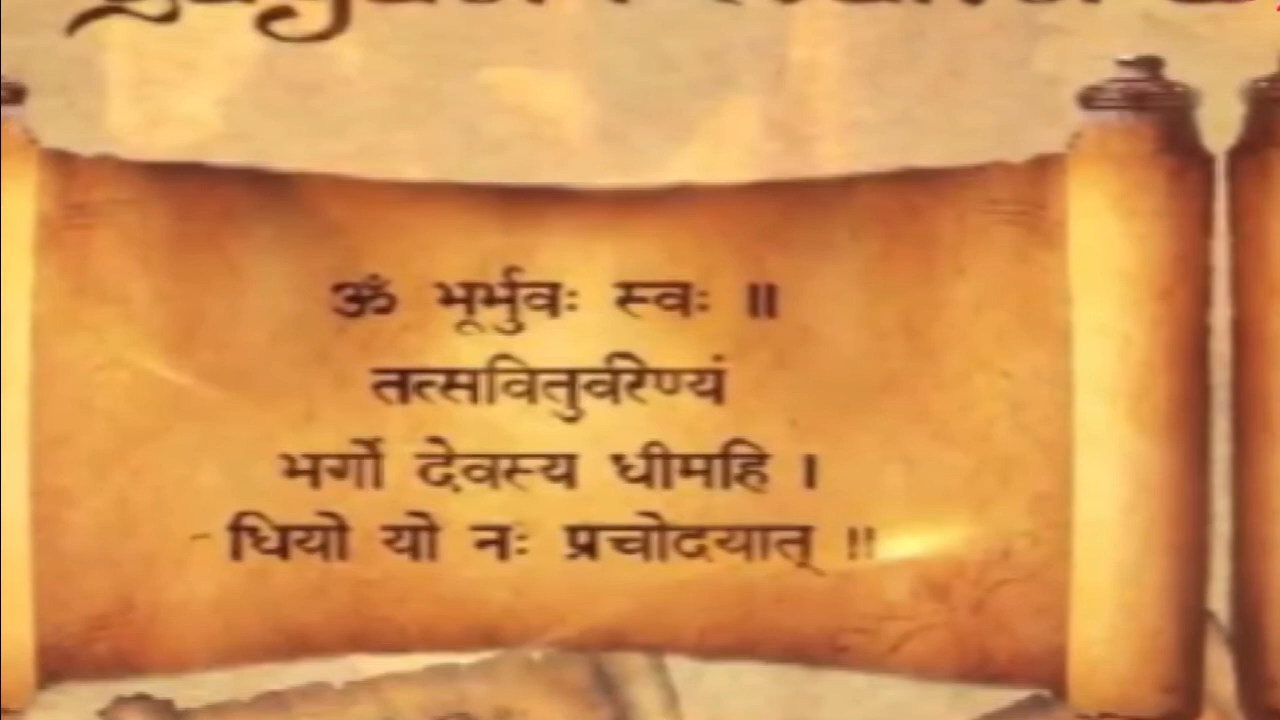 ॐ भूर्भुवः स्वः ॥
तत्सवितुर्वरेण्यं
भर्गो देवस्य धीमहि ।
धियो यो नः प्रचोदयात् ॥